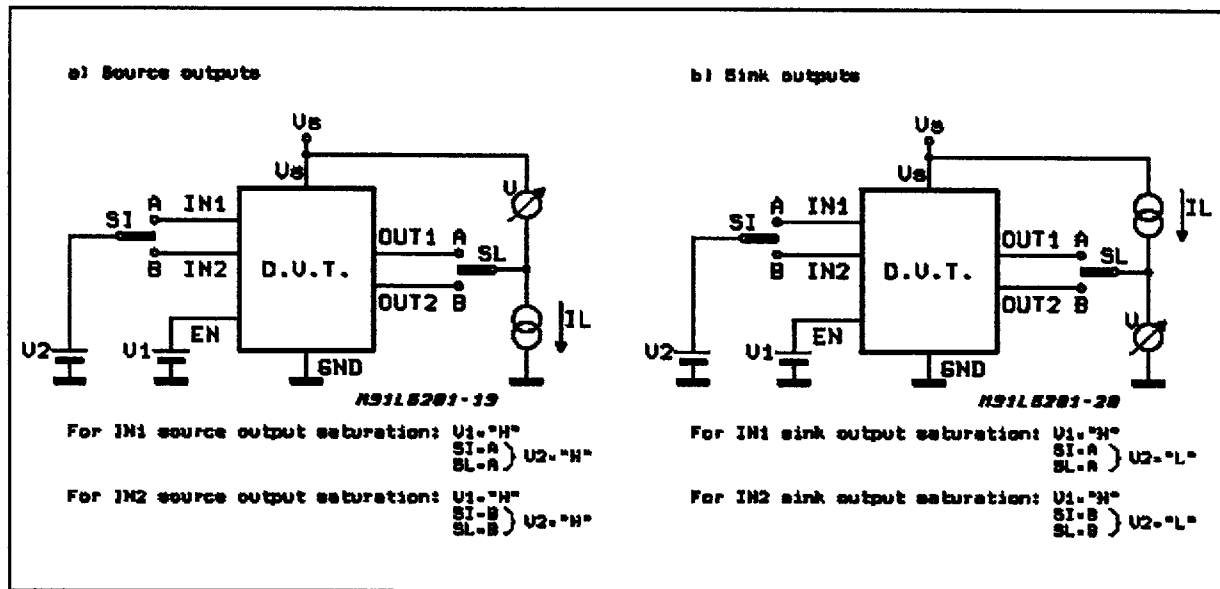 a) Source outputs
Vs
Vs
V
A IN1
SI
OUT1 A
SL
B IN2
D.U.T.
OUT2 B
IL
EN
V2
V1
GND
M91L6201-19
For IN1 source output saturation: V1="H"
SI=A
SL=A
} V2="H"
For IN2 source output saturation: V1="H"
SI=B
SL=B
} V2="H"
b) Sink outputs
Vs
Vs
IL
A IN1
SI
OUT1 A
SL
B IN2
D.U.T.
OUT2 B
V
EN
V2
V1
GND
M91L6201-20
For IN1 sink output saturation: V1="H"
SI=A
SL=A
} V2="L"
For IN2 sink output saturation: V1="H"
SI=B
SL=B
} V2="L"